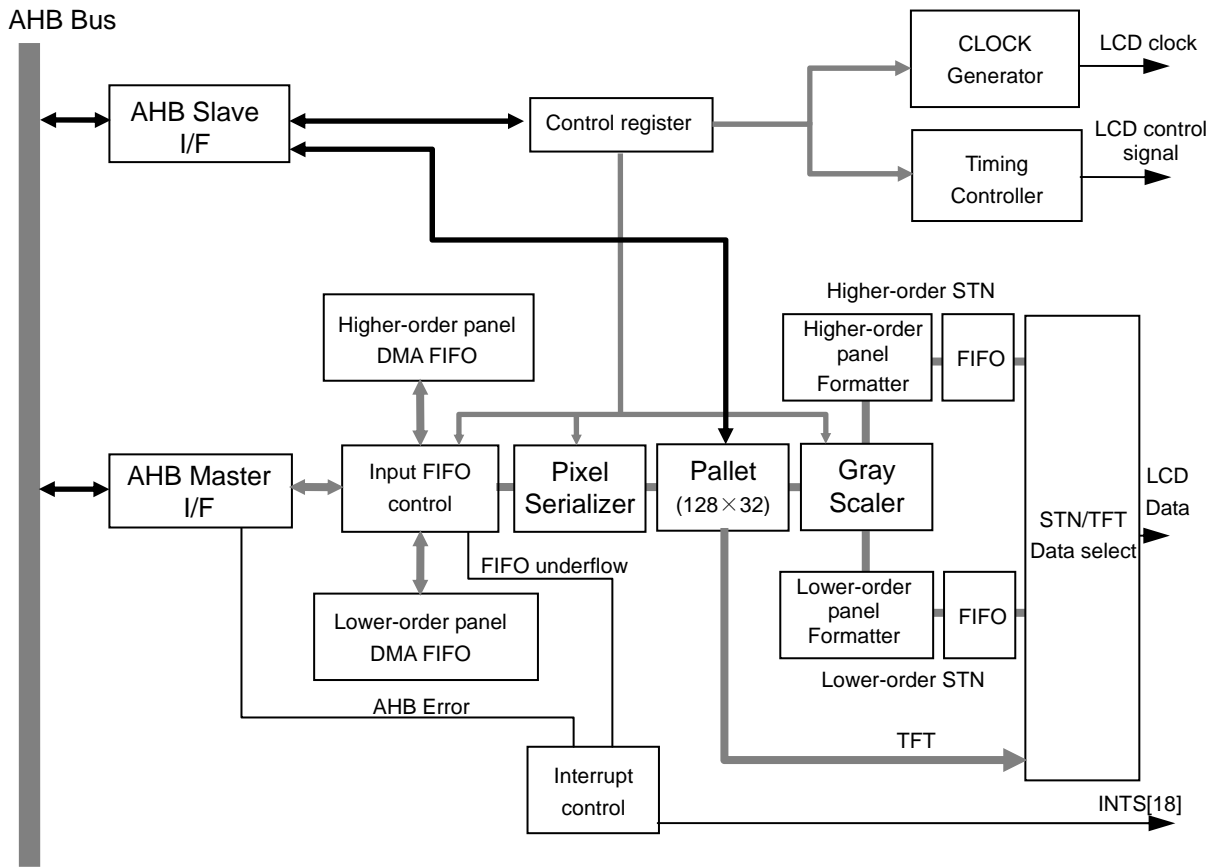 AHB Bus
AHB Slave
I/F
Control register
CLOCK
Generator
LCD clock
Timing
Controller
LCD control
signal
Higher-order panel
DMA FIFO
Higher-order STN
Higher-order
panel
Formatter
FIFO
AHB Master
I/F
Input FIFO
control
Pixel
Serializer
Pallet
(128×32)
Gray
Scaler
STN/TFT
Data select
LCD
Data
FIFO underflow
Lower-order panel
DMA FIFO
Lower-order
panel
Formatter
FIFO
Lower-order STN
AHB Error
TFT
Interrupt
control
INTS[18]